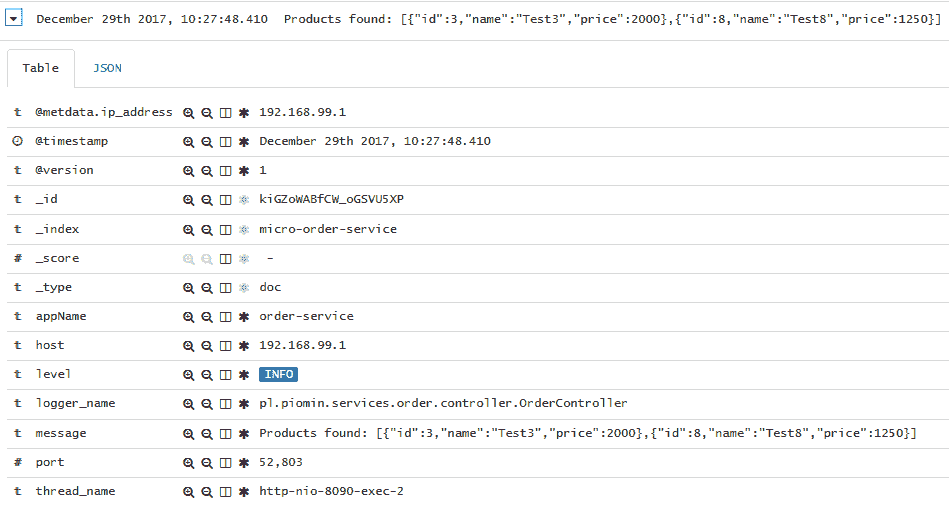 December 29th 2017, 10:27:48.410 Products found: [{"id":3,"name":"Test3","price":2000},{"id":8,"name":"Test8","price":1250}]
Table JSON
t @metdata.ip_address 192.168.99.1
@timestamp December 29th 2017, 10:27:48.410
t @version 1
t _id kiGZoWABfCW_oGSVU5XP
t _index micro-order-service
# _score -
t _type doc
t appName order-service
t host 192.168.99.1
t level INFO
t logger_name pl.piomin.services.order.controller.OrderController
t message Products found: [{"id":3,"name":"Test3","price":2000},{"id":8,"name":"Test8","price":1250}]
# port 52,803
t thread_name http-nio-8090-exec-2